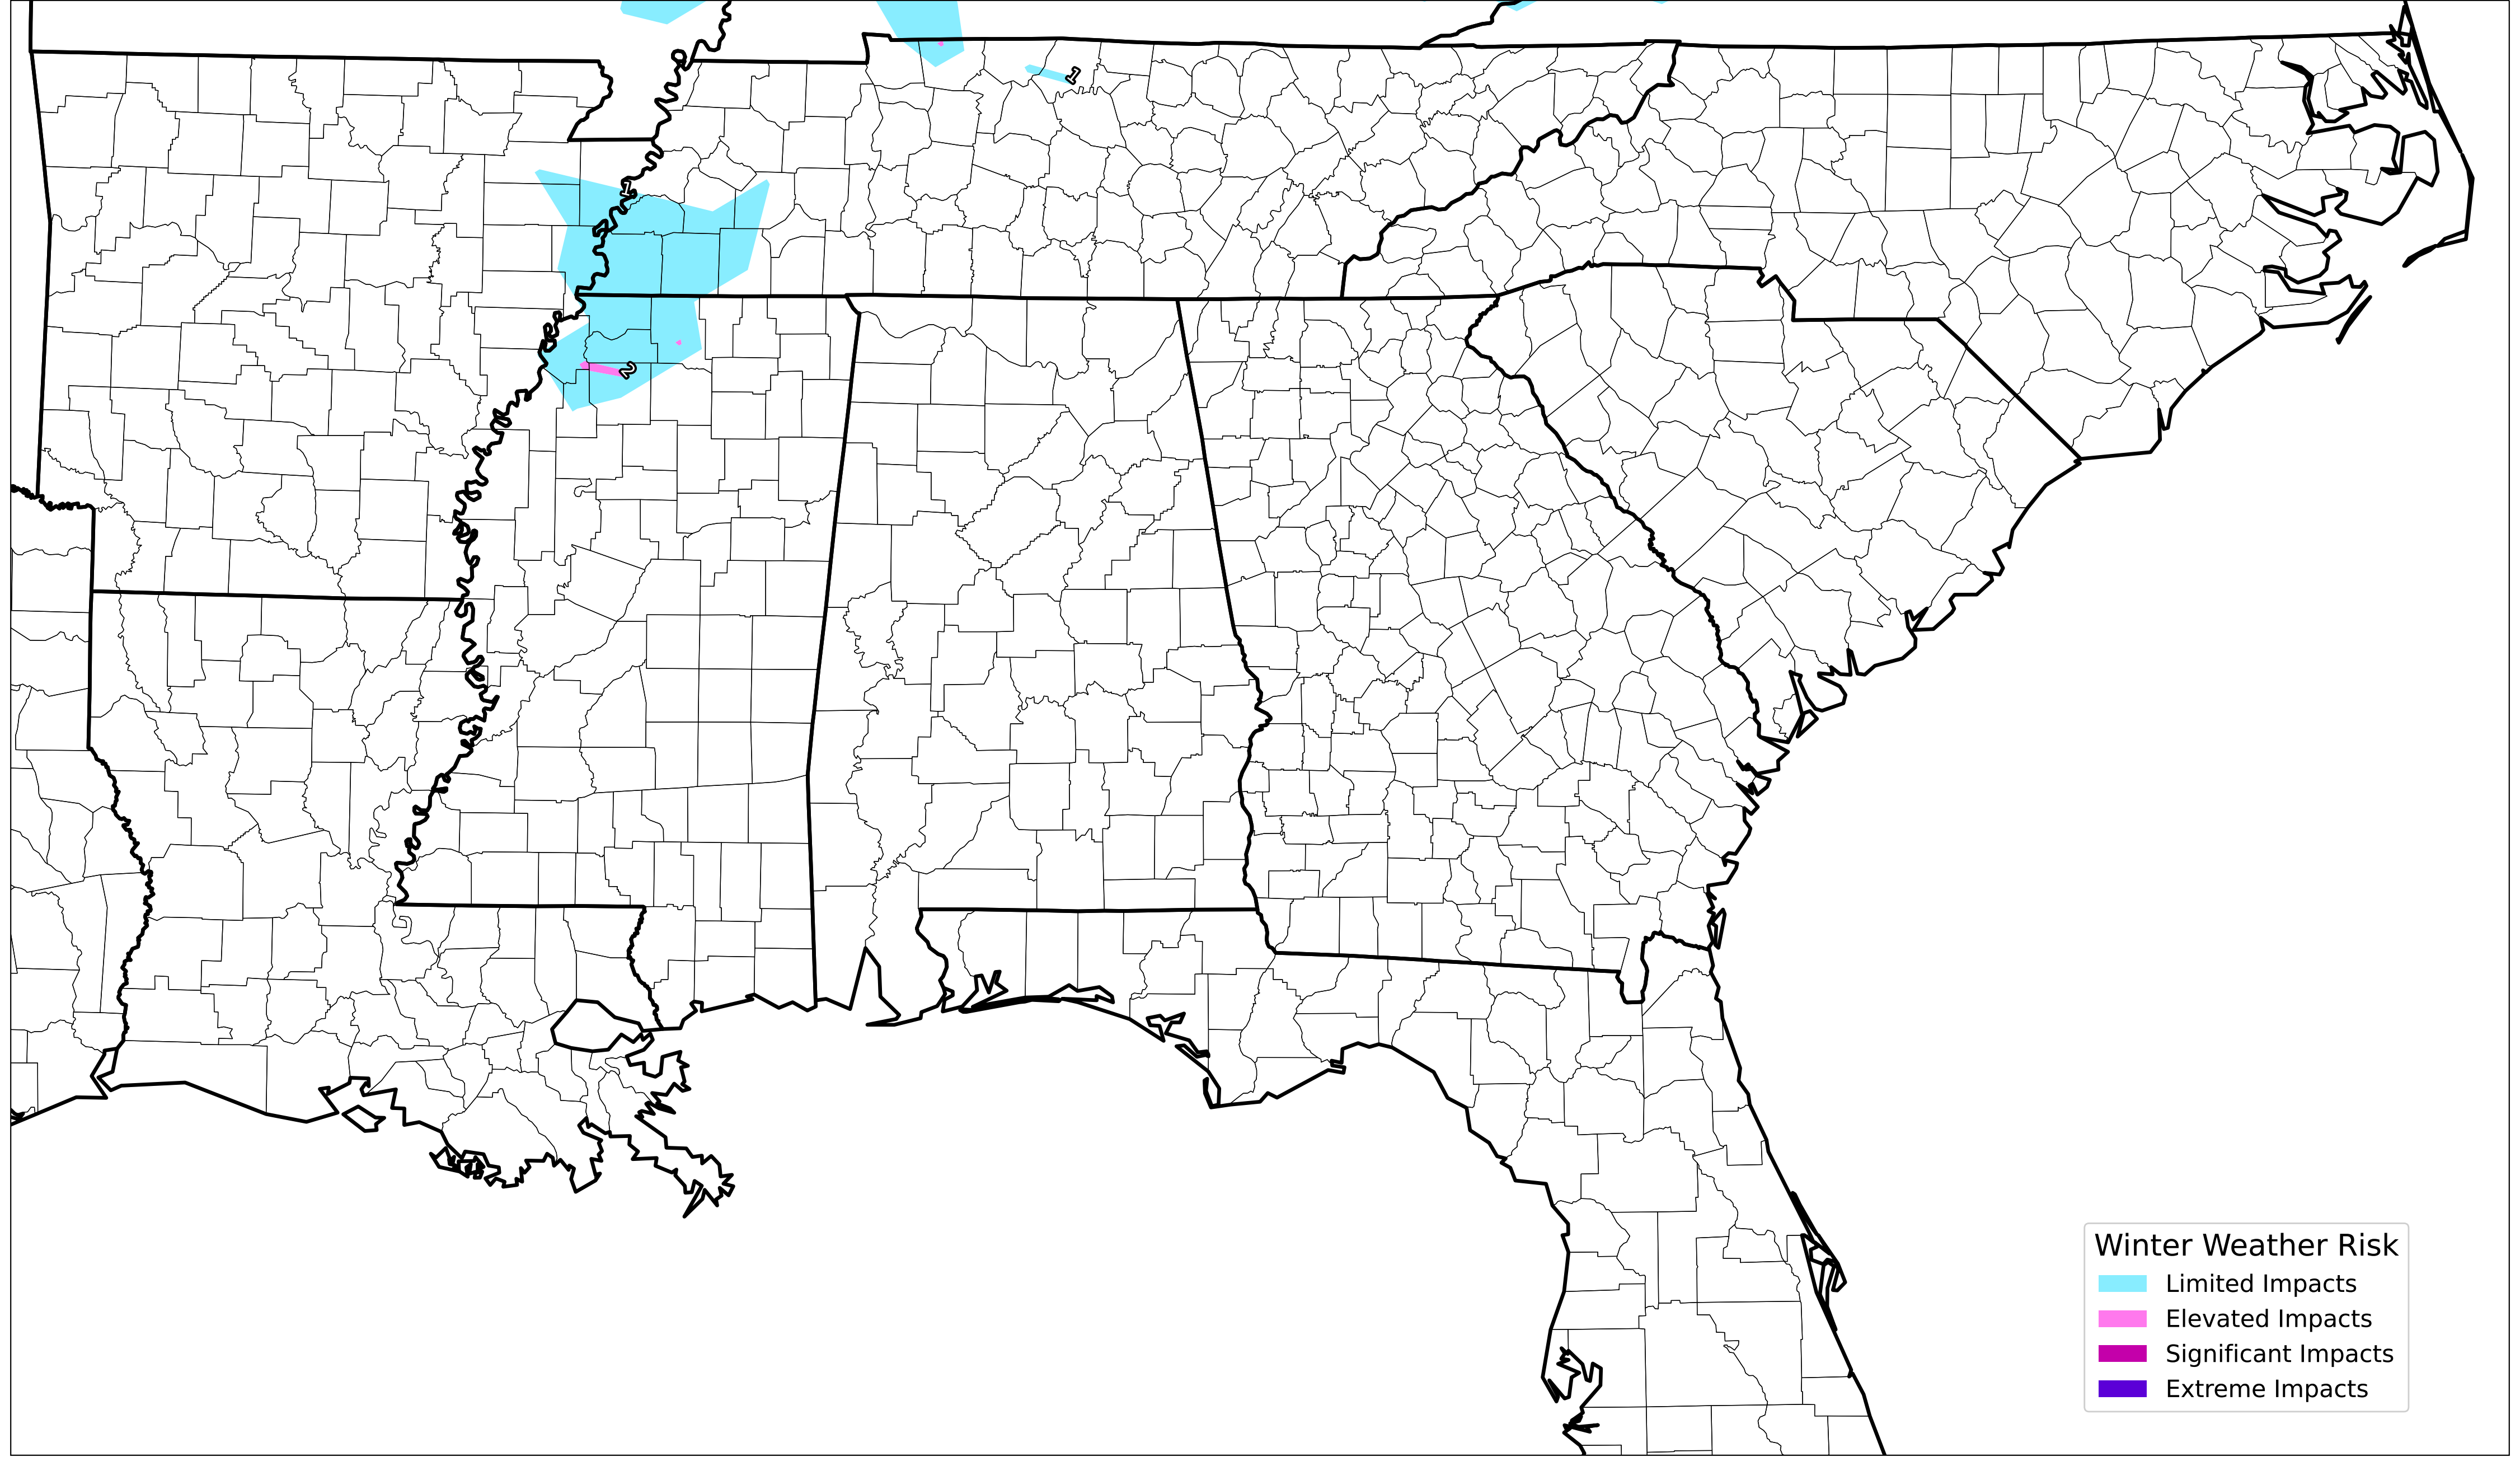 1
1
2
Winter Weather Risk
Limited Impacts
Elevated Impacts
Significant Impacts
Extreme Impacts